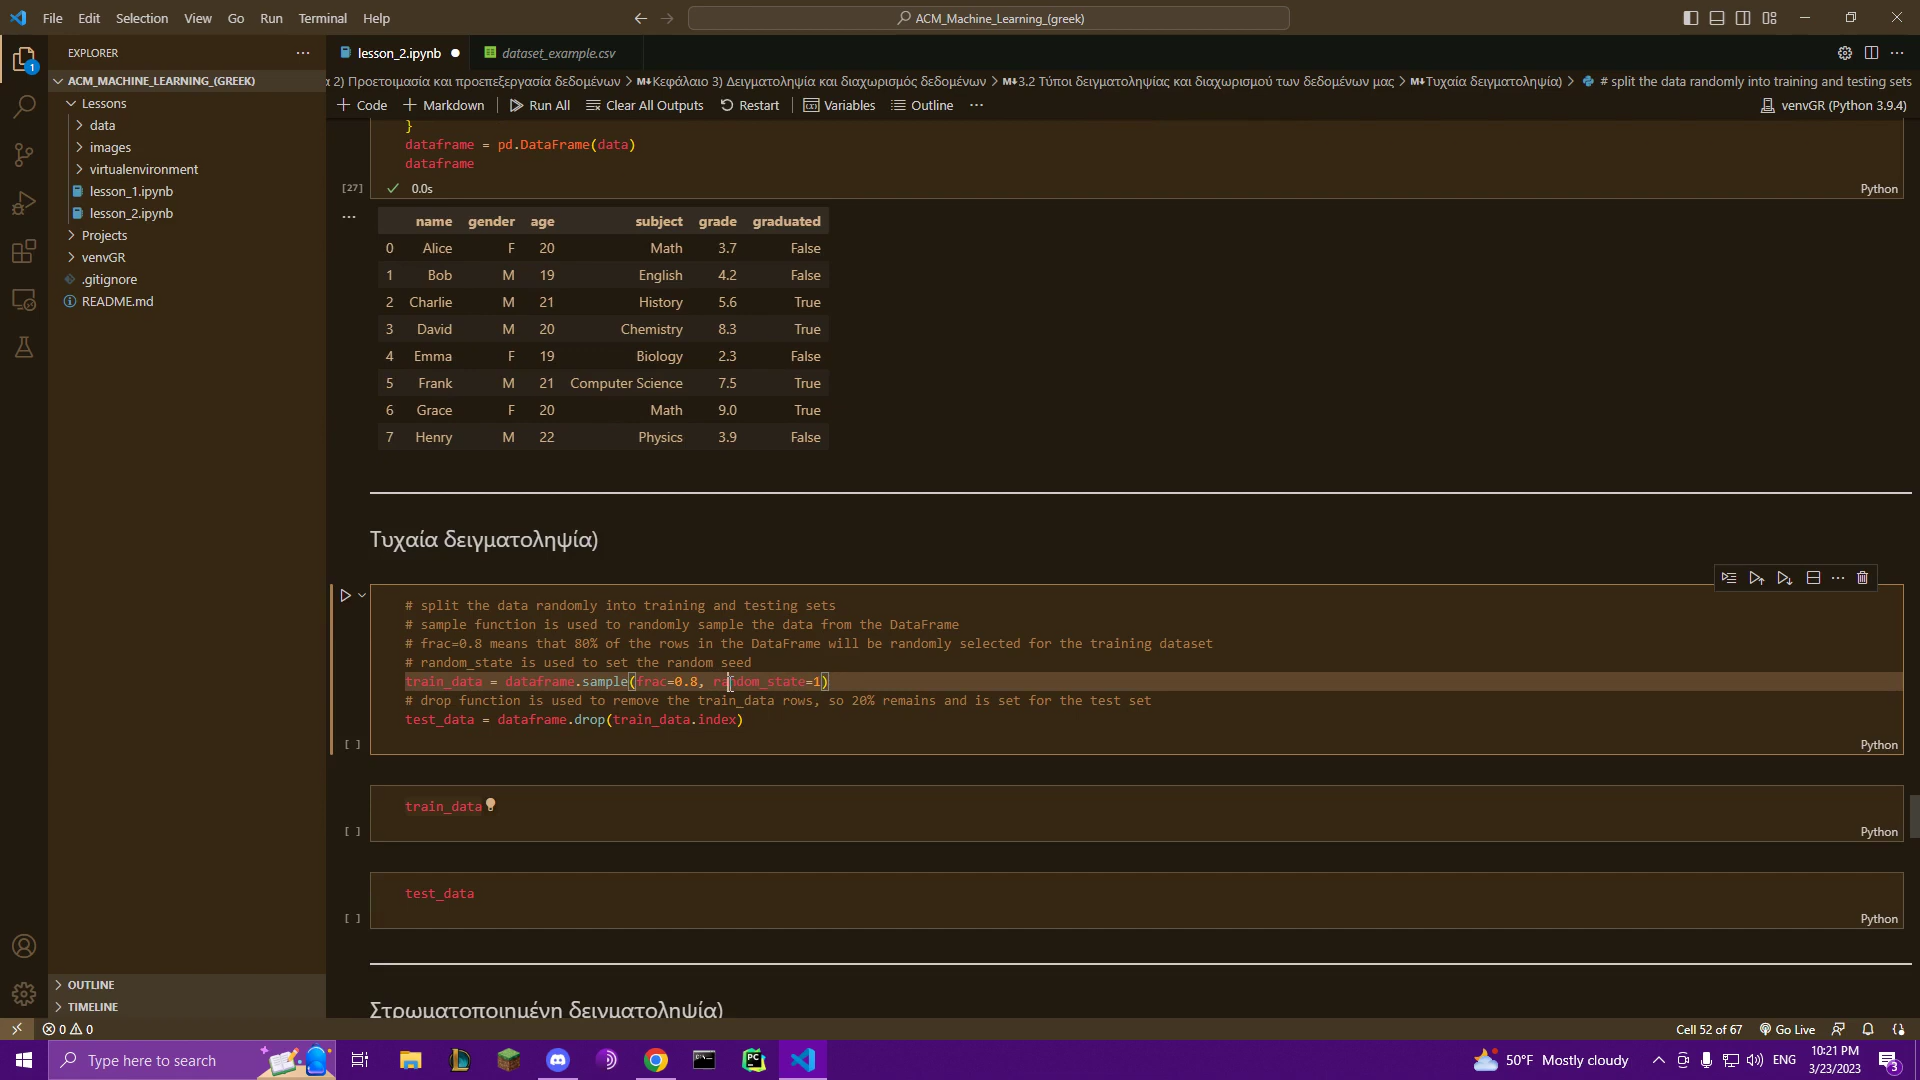 File Edit Selection View Go Run Terminal Help
ACM_Machine_Learning_(greek)
EXPLORER
lesson_2.ipynb
dataset_example.csv
1
ACM_MACHINE_LEARNING_(GREEK)
Lessons
data
images
virtualenvironment
lesson_1.ipynb
lesson_2.ipynb
Projects
venvGR
.gitignore
README.md
OUTLINE
TIMELINE
α 2) Προετοιμασία και προεπεξεργασία δεδομένων > M↓Κεφάλαιο 3) Δειγματοληψία και διαχωρισμός δεδομένων > M↓3.2 Τύποι δειγματοληψίας και διαχωρισμού των δεδομένων μας > M↓Τυχαία δειγματοληψία) > # split the data randomly into training and testing sets
+ Code + Markdown Run All Clear All Outputs Restart Variables Outline ...
venvGR (Python 3.9.4)
}
dataframe = pd.DataFrame(data)
dataframe
[27] 0.0s Python
name gender age subject grade graduated
0 Alice F 20 Math 3.7 False
1 Bob M 19 English 4.2 False
2 Charlie M 21 History 5.6 True
3 David M 20 Chemistry 8.3 True
4 Emma F 19 Biology 2.3 False
5 Frank M 21 Computer Science 7.5 True
6 Grace F 20 Math 9.0 True
7 Henry M 22 Physics 3.9 False
Τυχαία δειγματοληψία)
# split the data randomly into training and testing sets
# sample function is used to randomly sample the data from the DataFrame
# frac=0.8 means that 80% of the rows in the DataFrame will be randomly selected for the training dataset
# random_state is used to set the random seed
train_data = dataframe.sample(frac=0.8, random_state=1)
# drop function is used to remove the train_data rows, so 20% remains and is set for the test set
test_data = dataframe.drop(train_data.index)
[ ] Python
train_data
[ ] Python
test_data
[ ] Python
Στρωματοποιημένη δειγματοληψία)
0 0
Cell 52 of 67 Go Live
Type here to search
50°F Mostly cloudy
ENG
10:21 PM
3/23/2023
3